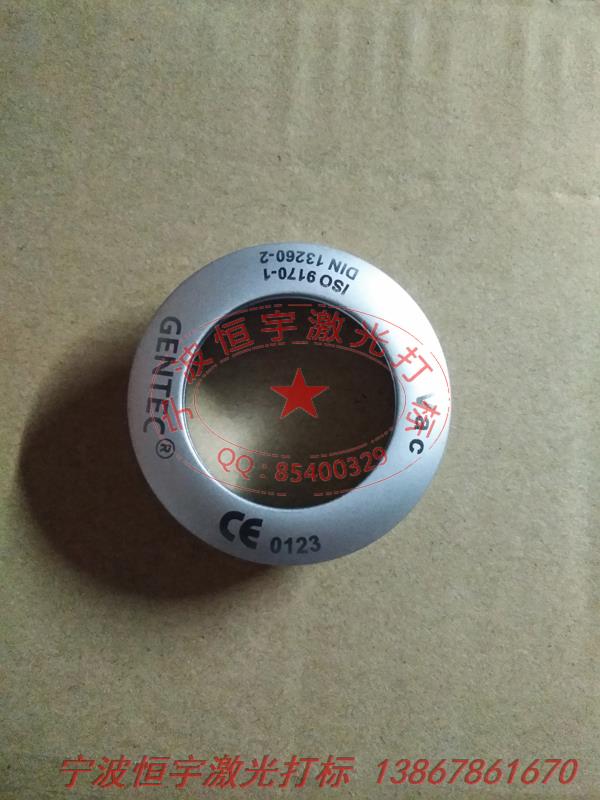 ISO 9170-1
DIN 13260-2
GENTEC®
vac
CE 0123
宁波恒宇激光打标
QQ:85400329
宁波恒宇激光打标 13867861670